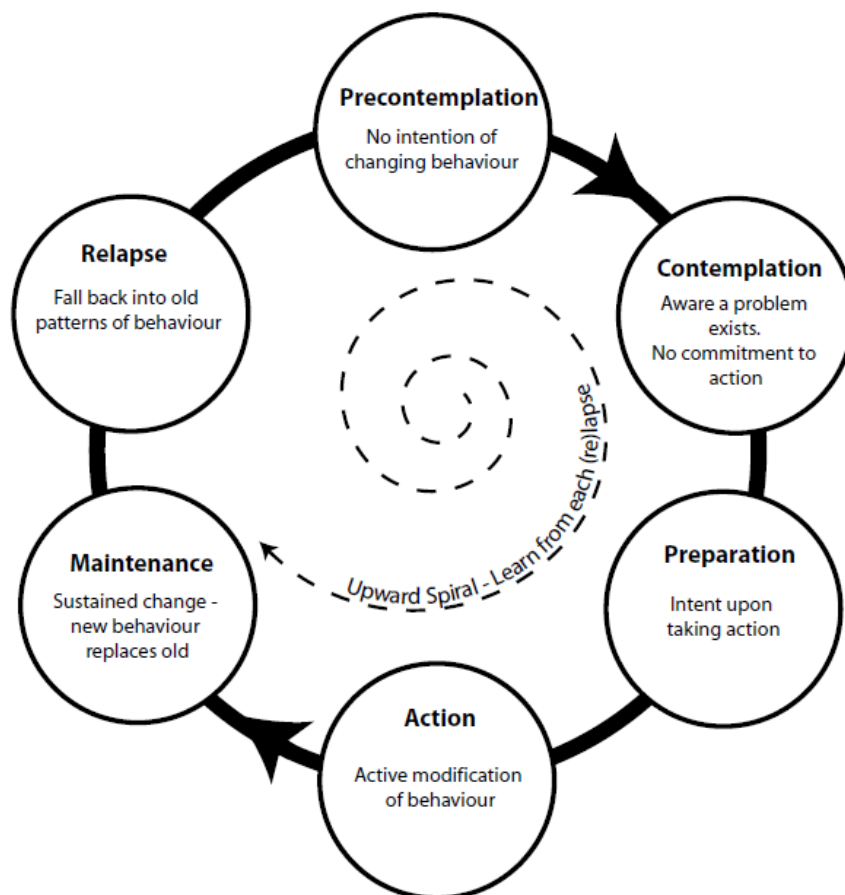 Precontemplation
No intention of
changing behaviour
Contemplation
Aware a problem
exists.
No commitment to
action
Preparation
Intent upon
taking action
Action
Active modification
of behaviour
Maintenance
Sustained change -
new behaviour
replaces old
Relapse
Fall back into old
patterns of behaviour
Upward Spiral - Learn from each (re)lapse